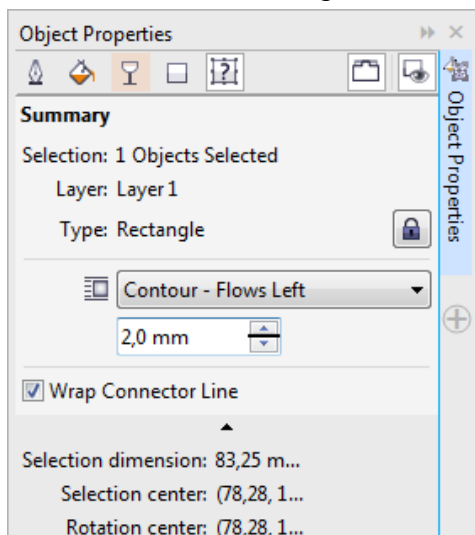 Object Properties
Summary
Selection: 1 Objects Selected
Layer: Layer 1
Type: Rectangle
Contour - Flows Left
2,0 mm
Wrap Connector Line
Selection dimension: 83,25 m...
Selection center: (78,28, 1...
Rotation center: (78,28, 1...
Object Properties